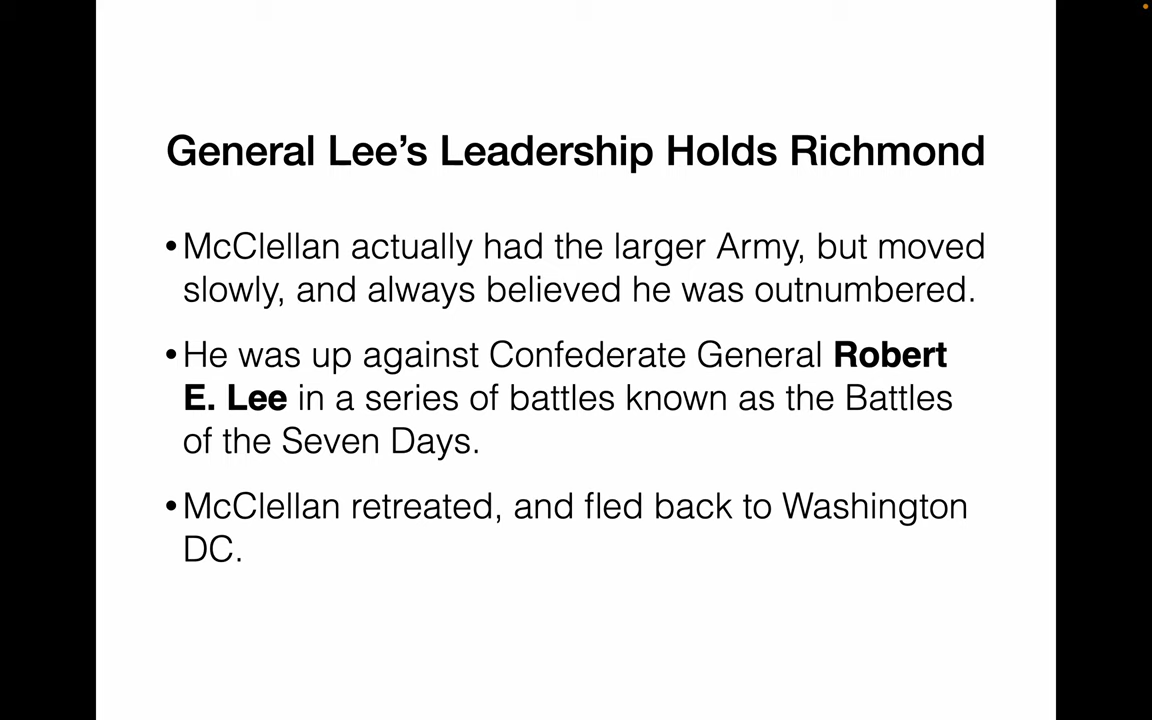 General Lee’s Leadership Holds Richmond
•McClellan actually had the larger Army, but moved
slowly, and always believed he was outnumbered.
•He was up against Confederate General Robert
E. Lee in a series of battles known as the Battles
of the Seven Days.
•McClellan retreated, and fled back to Washington
DC.